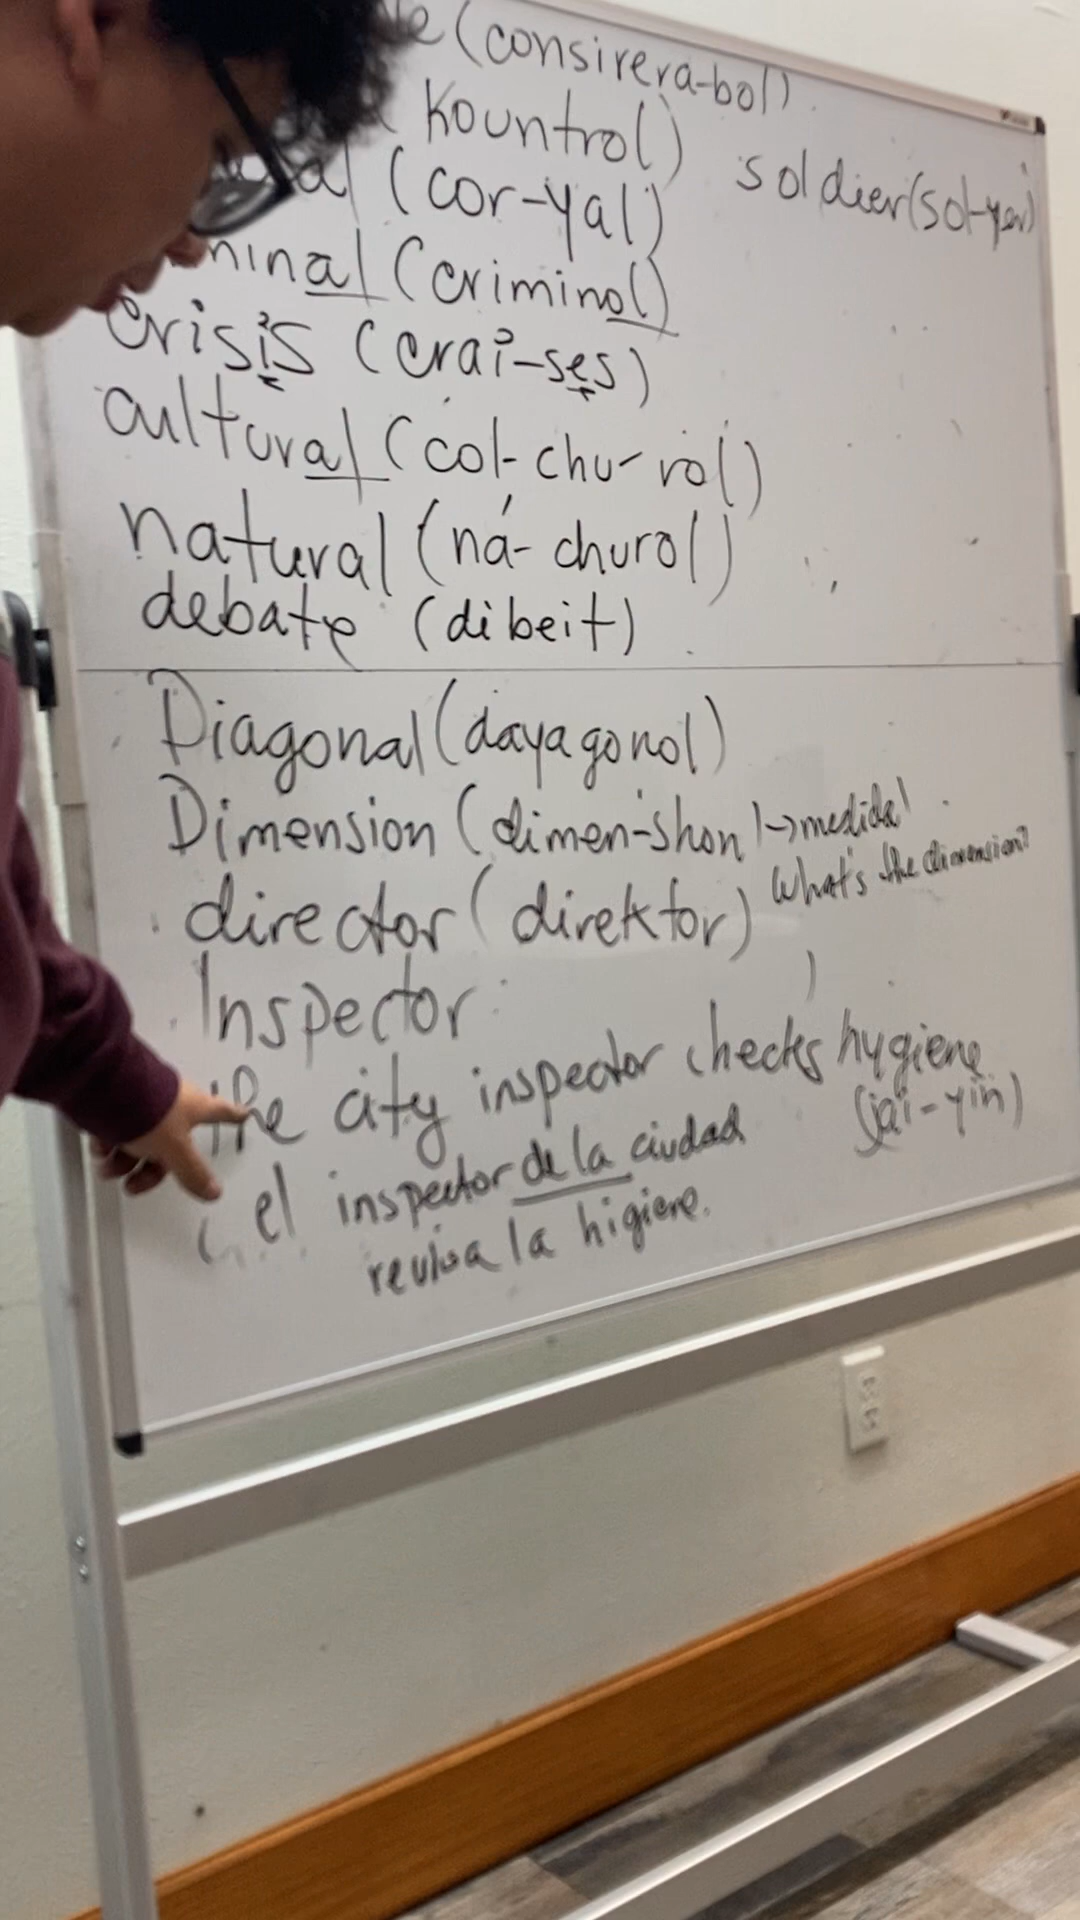 (consirera-bol)
(Kountrol)
(cor-yal) soldier(sol-yer)
(criminol)
crisis (crai-ses)
cultural (col-chu-rol)
natural (ná-churol)
debate (dibeit)
Diagonal (dayagonol)
Dimension (dimen-shon) → medida
What's the dimension?
director (direktor)
Inspector:
the city inspector checks hygiene
(jai-yin)
el inspector de la ciudad
revisa la higiene.